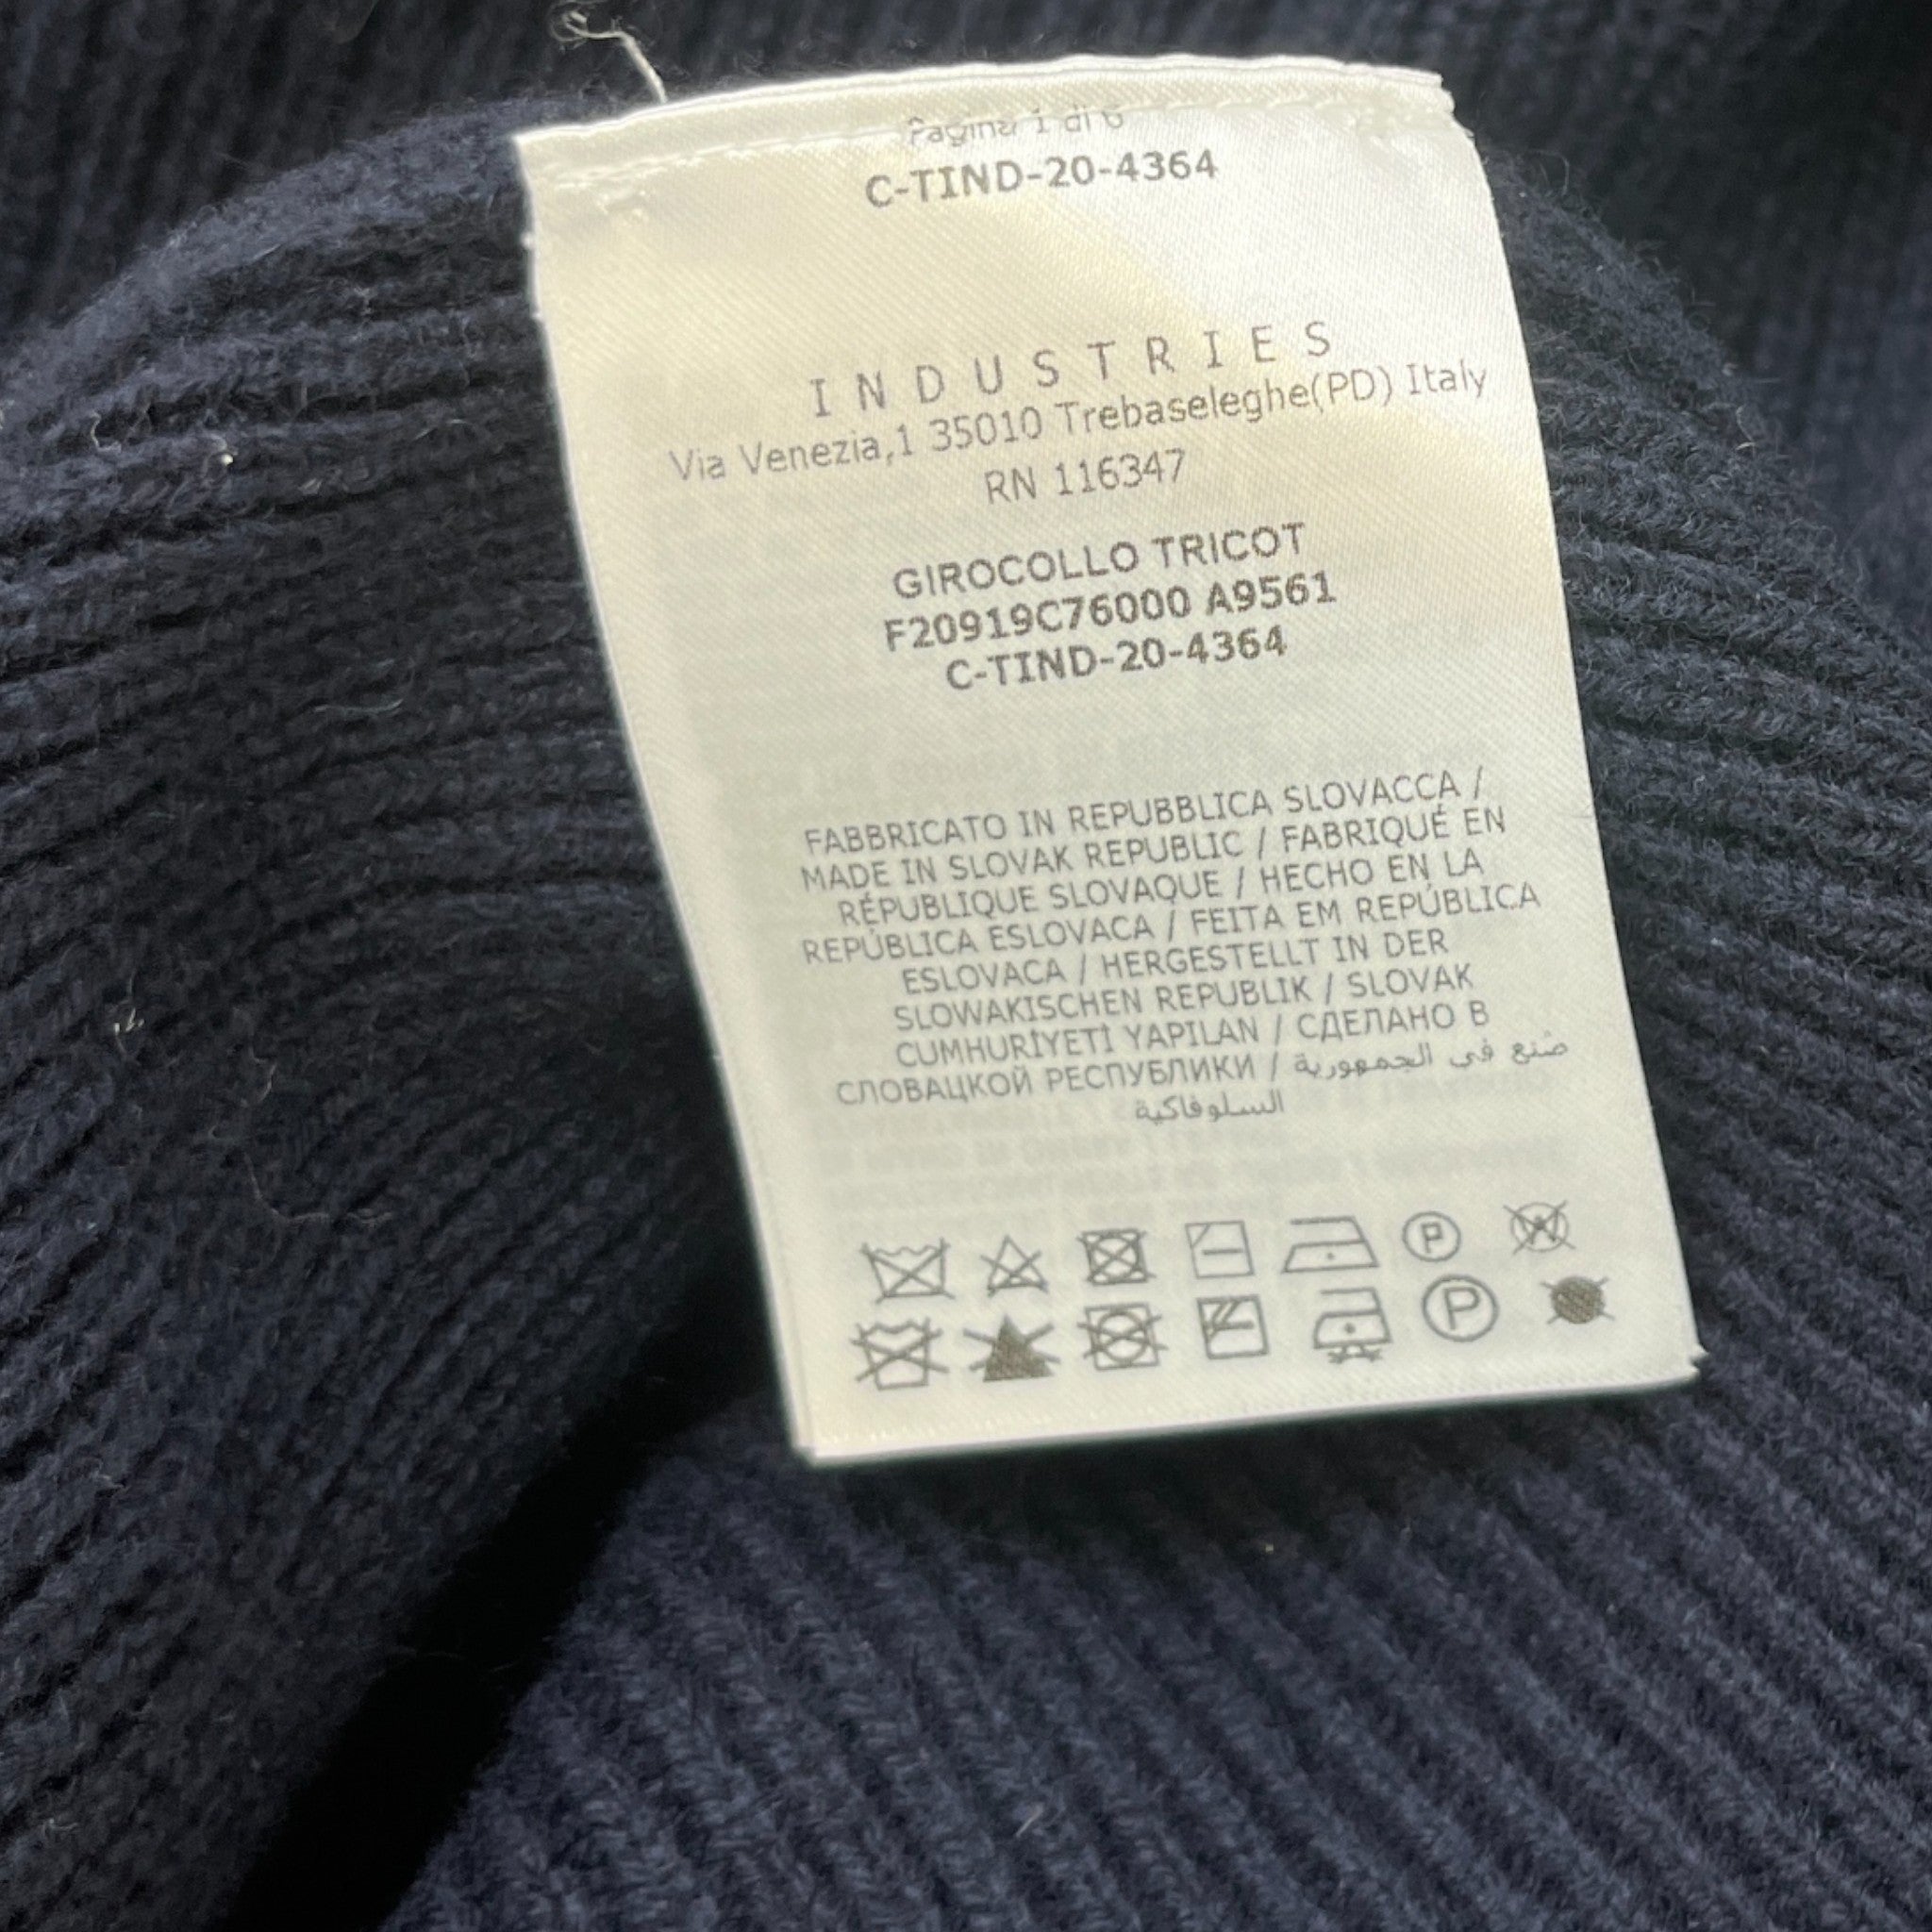 Pagina 1 di 6
C-TIND-20-4364
INDUSTRIES
Via Venezia,1 35010 Trebaseleghe(PD) Italy
RN 116347
GIROCOLLO TRICOT
F20919C76000 A9561
C-TIND-20-4364
FABBRICATO IN REPUBBLICA SLOVACCA /
MADE IN SLOVAK REPUBLIC / FABRIQUÉ EN
RÉPUBLIQUE SLOVAQUE / HECHO EN LA
REPÚBLICA ESLOVACA / FEITA EM REPÚBLICA
ESLOVACA / HERGESTELLT IN DER
SLOWAKISCHEN REPUBLIK / SLOVAK
CUMHURİYETİ YAPILAN / СДЕЛАНО В
СЛОВАЦКОЙ РЕСПУБЛИКИ / صنع في الجمهورية
السلوفاكية
P W
P